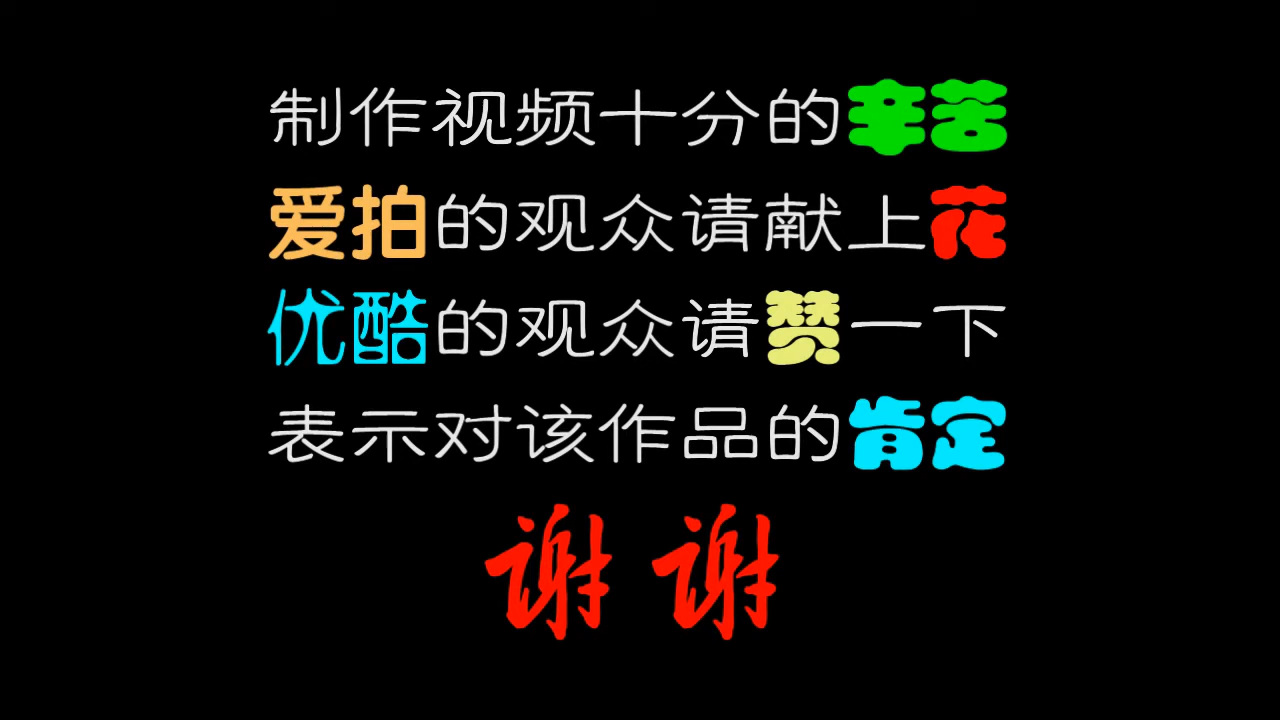 制作视频十分的辛苦
爱拍的观众请献上花
优酷的观众请赞一下
表示对该作品的肯定
谢谢